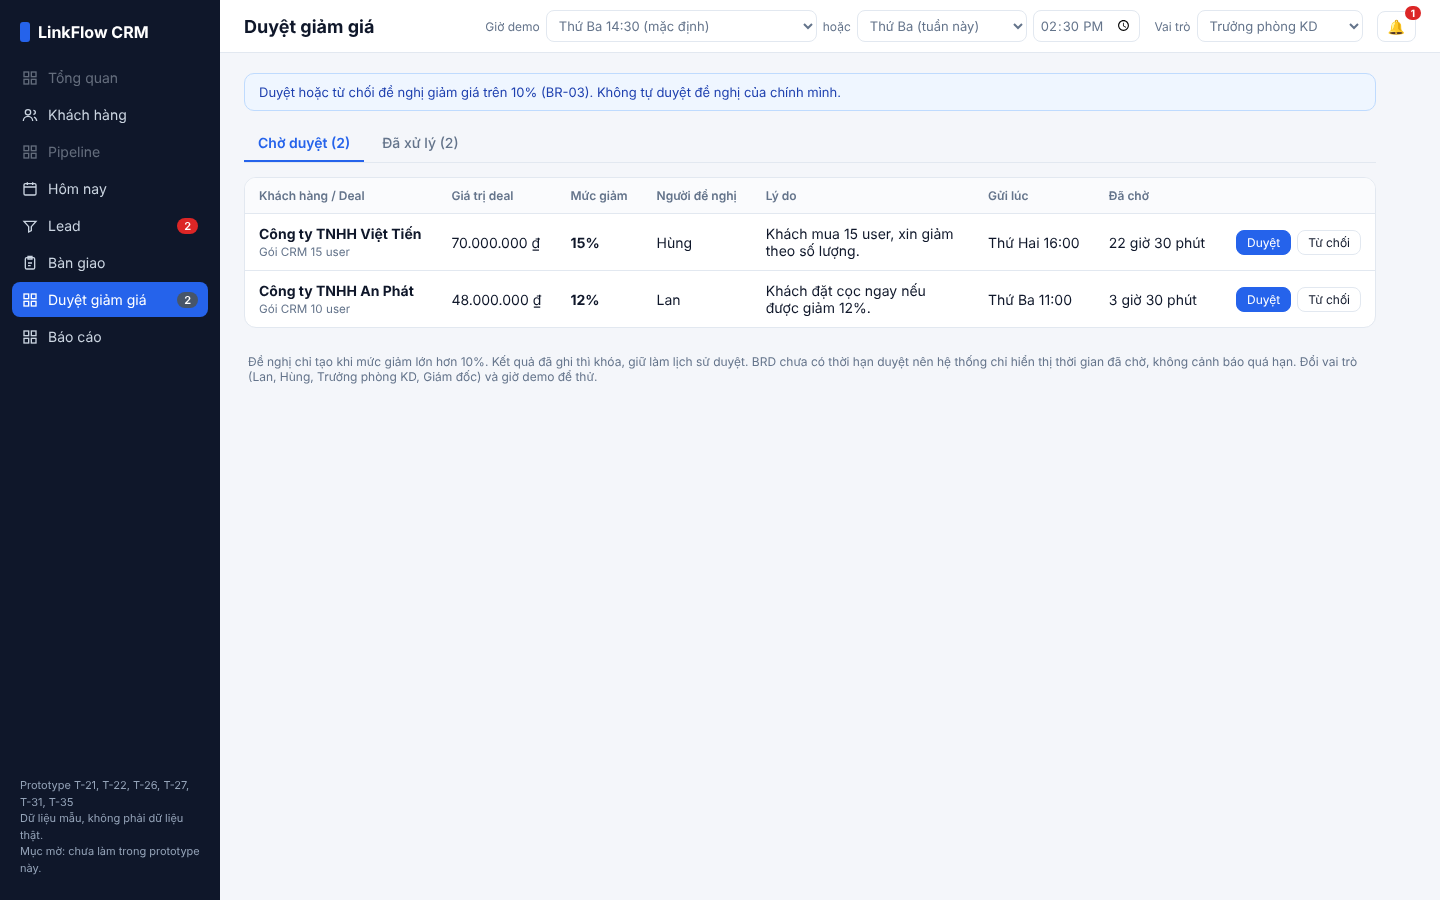 LinkFlow CRM
Tổng quan
Khách hàng
Pipeline
Hôm nay
Lead 2
Bàn giao
Duyệt giảm giá 2
Báo cáo
Prototype T-21, T-22, T-26, T-27,
T-31, T-35
Dữ liệu mẫu, không phải dữ liệu
thật.
Mục mờ: chưa làm trong prototype
này.
Duyệt giảm giá
Giờ demo Thứ Ba 14:30 (mặc định) hoặc Thứ Ba (tuần này) 02:30 PM Vai trò Trưởng phòng KD 1
Duyệt hoặc từ chối đề nghị giảm giá trên 10% (BR-03). Không tự duyệt đề nghị của chính mình.
Chờ duyệt (2) Đã xử lý (2)
Khách hàng / Deal Giá trị deal Mức giảm Người đề nghị Lý do Gửi lúc Đã chờ
Công ty TNHH Việt Tiến 70.000.000 ₫ 15% Hùng Khách mua 15 user, xin giảm Thứ Hai 16:00 22 giờ 30 phút Duyệt Từ chối
Gói CRM 15 user theo số lượng.
Công ty TNHH An Phát 48.000.000 ₫ 12% Lan Khách đặt cọc ngay nếu Thứ Ba 11:00 3 giờ 30 phút Duyệt Từ chối
Gói CRM 10 user được giảm 12%.
Đề nghị chỉ tạo khi mức giảm lớn hơn 10%. Kết quả đã ghi thì khóa, giữ làm lịch sử duyệt. BRD chưa có thời hạn duyệt nên hệ thống chỉ hiển thị thời gian đã chờ, không cảnh báo quá hạn. Đổi vai trò
(Lan, Hùng, Trưởng phòng KD, Giám đốc) và giờ demo để thử.